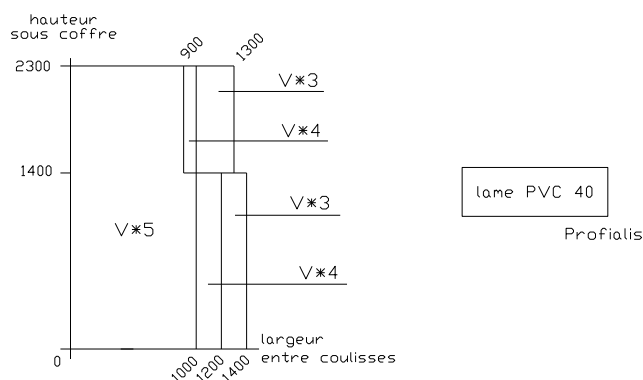 hauteur
sous coffre
900
1300
2300
V*3
V*4
1400
lame PVC 40
V*3
Profialis
V*5
V*4
0
1000
1200
1400
largeur
entre coulisses